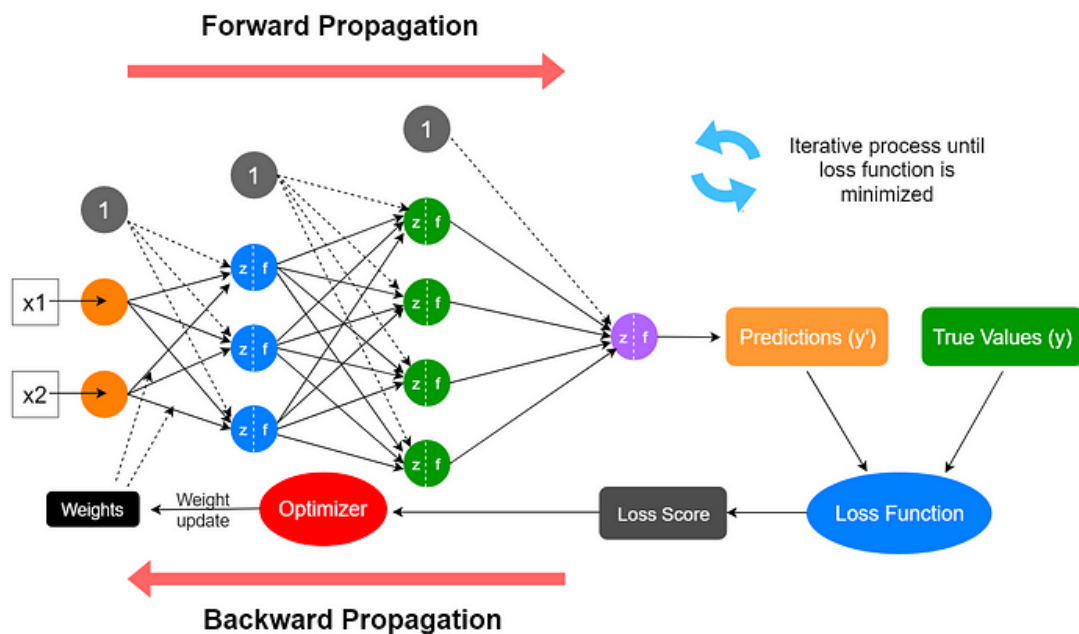 Forward Propagation
1
Iterative process until
loss function is
minimized
1
1
z f
z f
x1
z f
z f
z f
Predictions (y')
True Values (y)
x2
z f
z f
z f
Weights
Weight
update
Optimizer
Loss Score
Loss Function
Backward Propagation